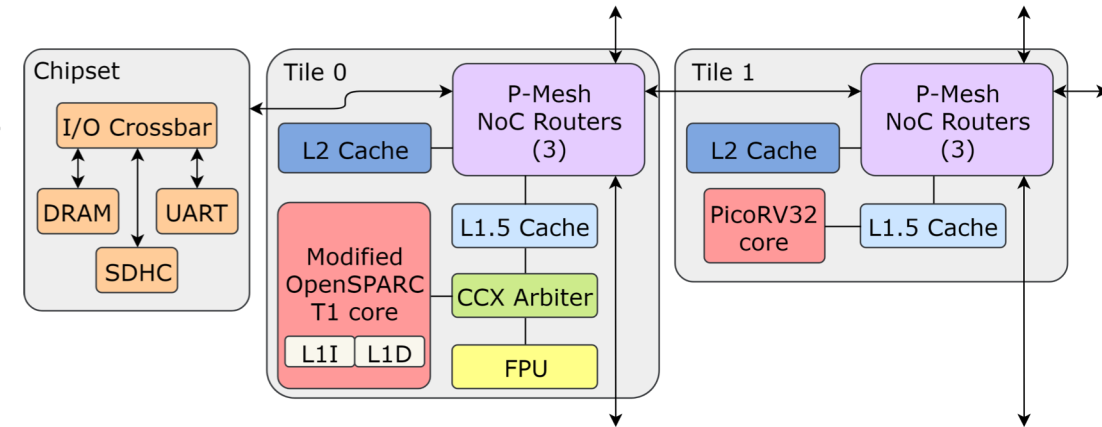 Chipset
I/O Crossbar
DRAM
UART
SDHC
Tile 0
P-Mesh
NoC Routers
(3)
L2 Cache
L1.5 Cache
Modified
OpenSPARC
T1 core
L1I
L1D
CCX Arbiter
FPU
Tile 1
P-Mesh
NoC Routers
(3)
L2 Cache
PicoRV32
core
L1.5 Cache